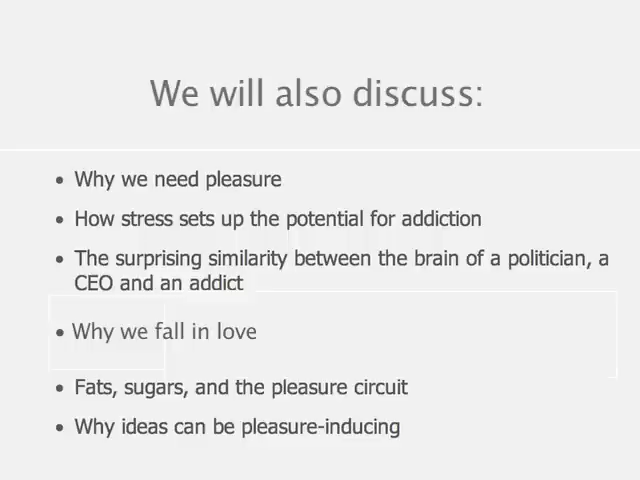 We will also discuss:
• Why we need pleasure
• How stress sets up the potential for addiction
• The surprising similarity between the brain of a politician, a
CEO and an addict
• Why we fall in love
• Fats, sugars, and the pleasure circuit
• Why ideas can be pleasure-inducing